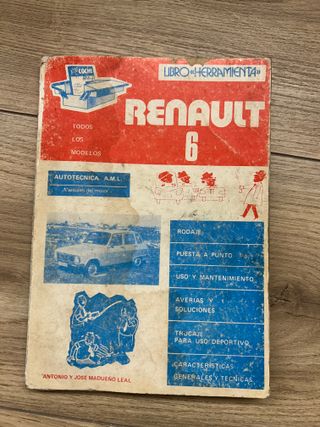 COCHE
LIBRO «HERRAMIENTA»
RENAULT
6
TODOS
LOS
MODELOS
AUTOTECNICA A.M.L.
RODAJE
PUESTA A PUNTO
USO Y MANTENIMIENTO
AVERIAS Y
SOLUCIONES
TRUCAJE
PARA USO DEPORTIVO
CARACTERISTICAS
GENERALES Y TECNICAS
ANTONIO Y JOSE MADUEÑO LEAL